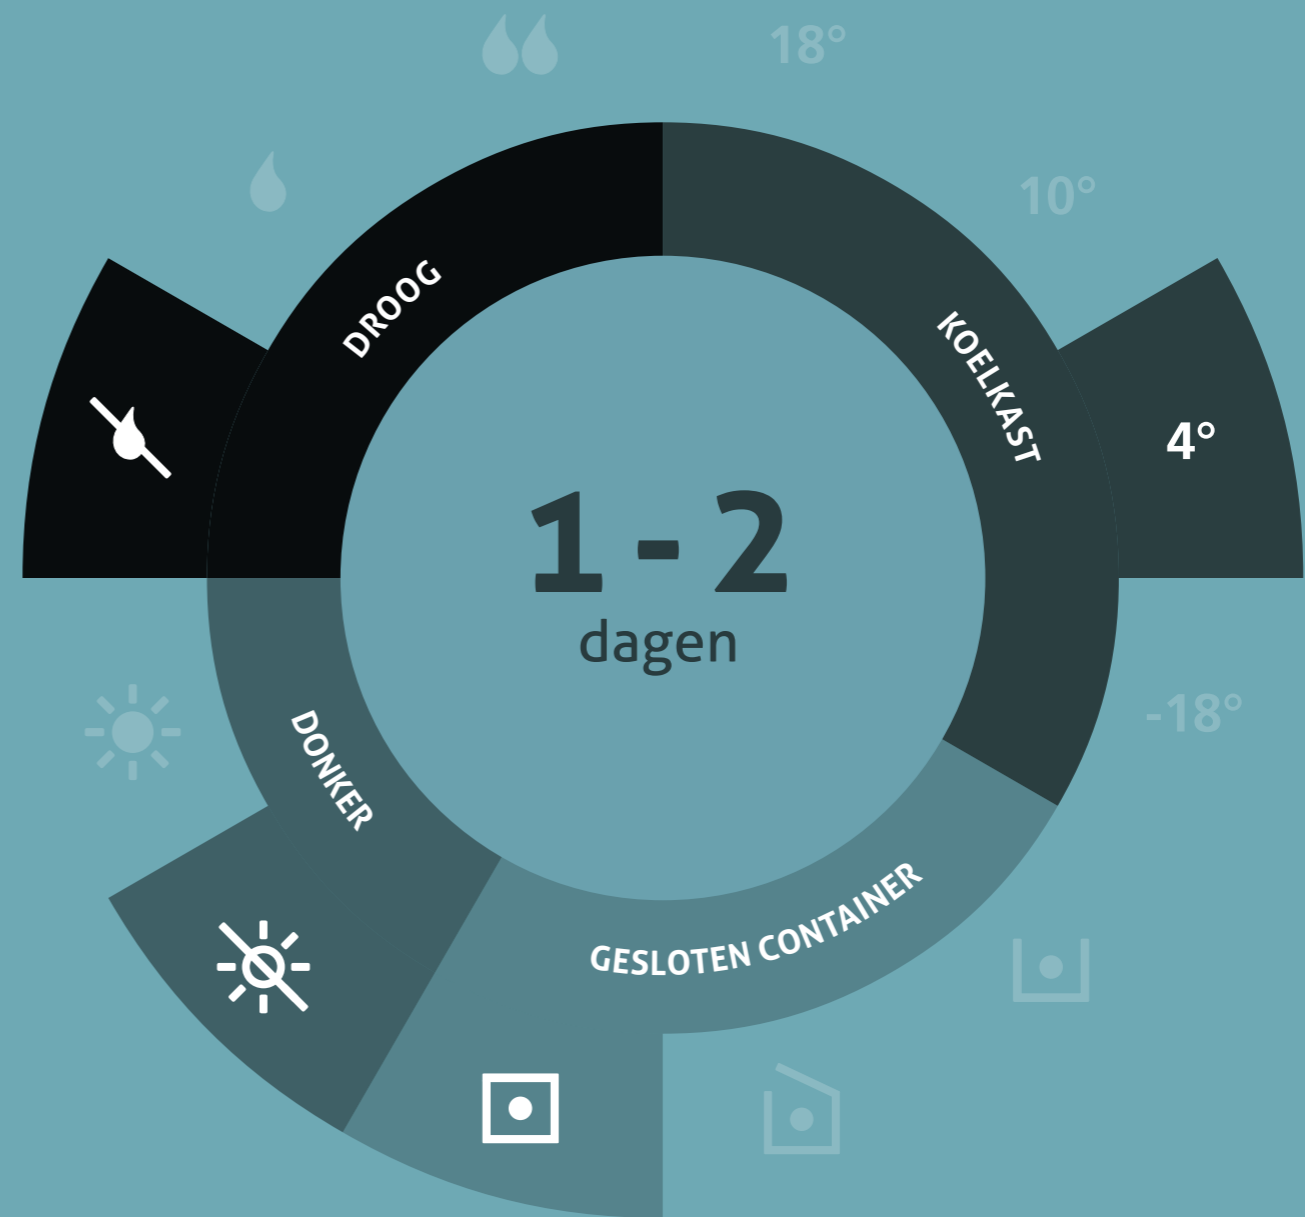 18°
10°
DROOG
KOELKAST
4°
1 - 2
dagen
-18°
DONKER
GESLOTEN CONTAINER